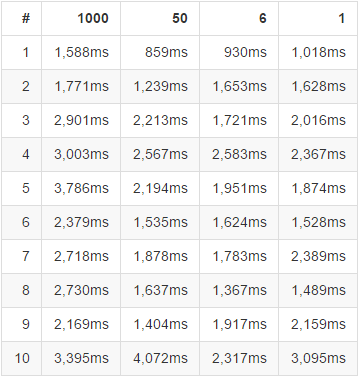 # 1000 50 6 1
1 1,588ms 859ms 930ms 1,018ms
2 1,771ms 1,239ms 1,653ms 1,628ms
3 2,901ms 2,213ms 1,721ms 2,016ms
4 3,003ms 2,567ms 2,583ms 2,367ms
5 3,786ms 2,194ms 1,951ms 1,874ms
6 2,379ms 1,535ms 1,624ms 1,528ms
7 2,718ms 1,878ms 1,783ms 2,389ms
8 2,730ms 1,637ms 1,367ms 1,489ms
9 2,169ms 1,404ms 1,917ms 2,159ms
10 3,395ms 4,072ms 2,317ms 3,095ms